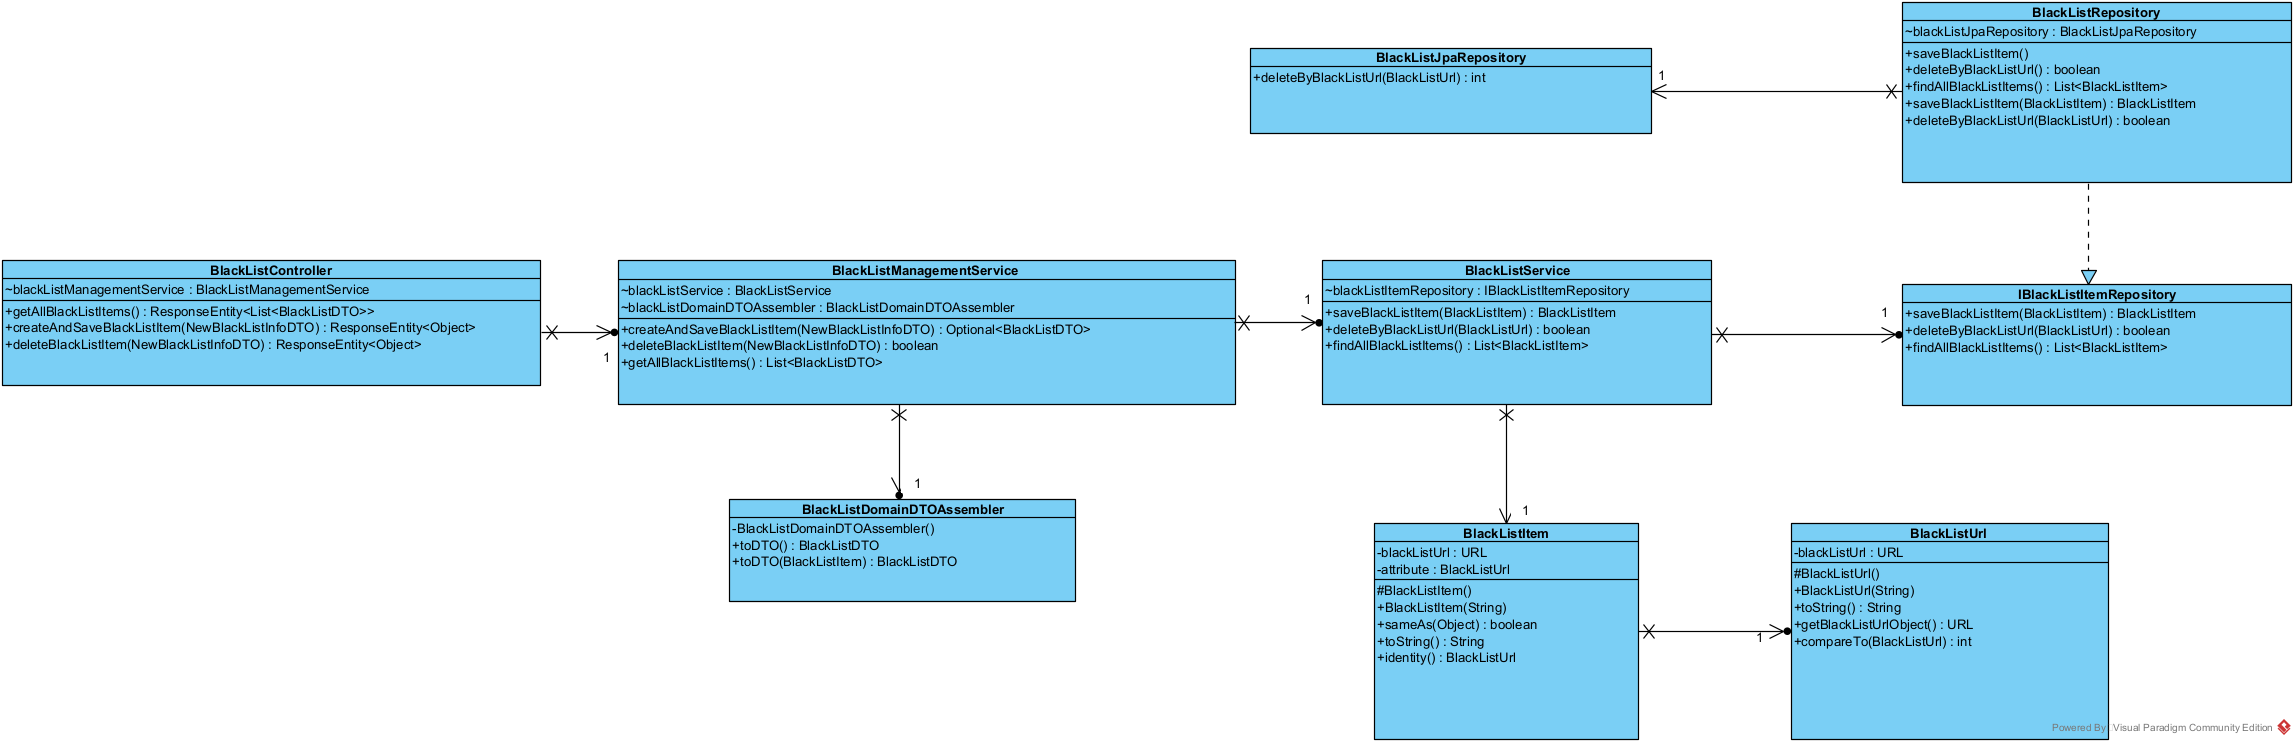 BlackListRepository
~blackListJpaRepository : BlackListJpaRepository
+saveBlackListItem()
+deleteByBlackListUrl() : boolean
+findAllBlackListItems() : List<BlackListItem>
+saveBlackListItem(BlackListItem) : BlackListItem
+deleteByBlackListUrl(BlackListUrl) : boolean
BlackListJpaRepository
+deleteByBlackListUrl(BlackListUrl) : int
1
BlackListController
~blackListManagementService : BlackListManagementService
+getAllBlackListItems() : ResponseEntity<List<BlackListDTO>>
+createAndSaveBlackListItem(NewBlackListInfoDTO) : ResponseEntity<Object>
+deleteBlackListItem(NewBlackListInfoDTO) : ResponseEntity<Object>
1
BlackListManagementService
~blackListService : BlackListService
~blackListDomainDTOAssembler : BlackListDomainDTOAssembler
+createAndSaveBlackListItem(NewBlackListInfoDTO) : Optional<BlackListDTO>
+deleteBlackListItem(NewBlackListInfoDTO) : boolean
+getAllBlackListItems() : List<BlackListDTO>
1
BlackListService
~blackListItemRepository : IBlackListItemRepository
+saveBlackListItem(BlackListItem) : BlackListItem
+deleteByBlackListUrl(BlackListUrl) : boolean
+findAllBlackListItems() : List<BlackListItem>
1
IBlackListItemRepository
+saveBlackListItem(BlackListItem) : BlackListItem
+deleteByBlackListUrl(BlackListUrl) : boolean
+findAllBlackListItems() : List<BlackListItem>
1
BlackListDomainDTOAssembler
-BlackListDomainDTOAssembler()
+toDTO() : BlackListDTO
+toDTO(BlackListItem) : BlackListDTO
1
BlackListItem
-blackListUrl : URL
-attribute : BlackListUrl
#BlackListItem()
+BlackListItem(String)
+sameAs(Object) : boolean
+toString() : String
+identity() : BlackListUrl
1
BlackListUrl
-blackListUrl : URL
#BlackListUrl()
+BlackListUrl(String)
+toString() : String
+getBlackListUrlObject() : URL
+compareTo(BlackListUrl) : int
Powered By Visual Paradigm Community Edition